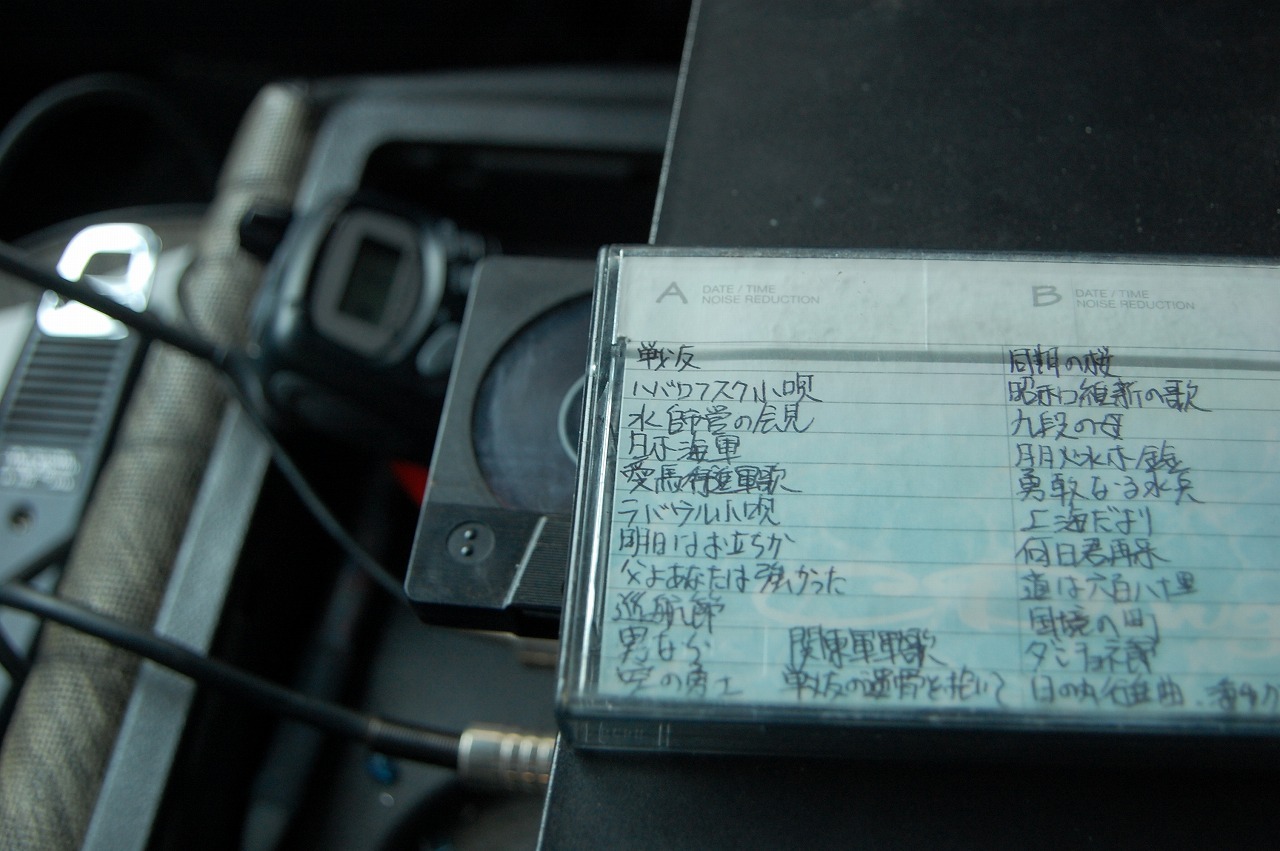 A DATE / TIME
NOISE REDUCTION
戦友
ハバロフスク小唄
水師営の会見
日本海軍
愛馬行進軍歌
ラバウル小唄
明日はお立ちか
父よあなたは強かった
巡航節
男なら 関東軍軍歌
空の勇士 戦友の遺骨を抱いて
B DATE / TIME
NOISE REDUCTION
同期の桜
昭和維新の歌
九段の母
月月火水木金金
勇敢なる水兵
上海だより
何日君再来
道は六百八十里
国境の町
ダンチョネ節
日の丸行進曲